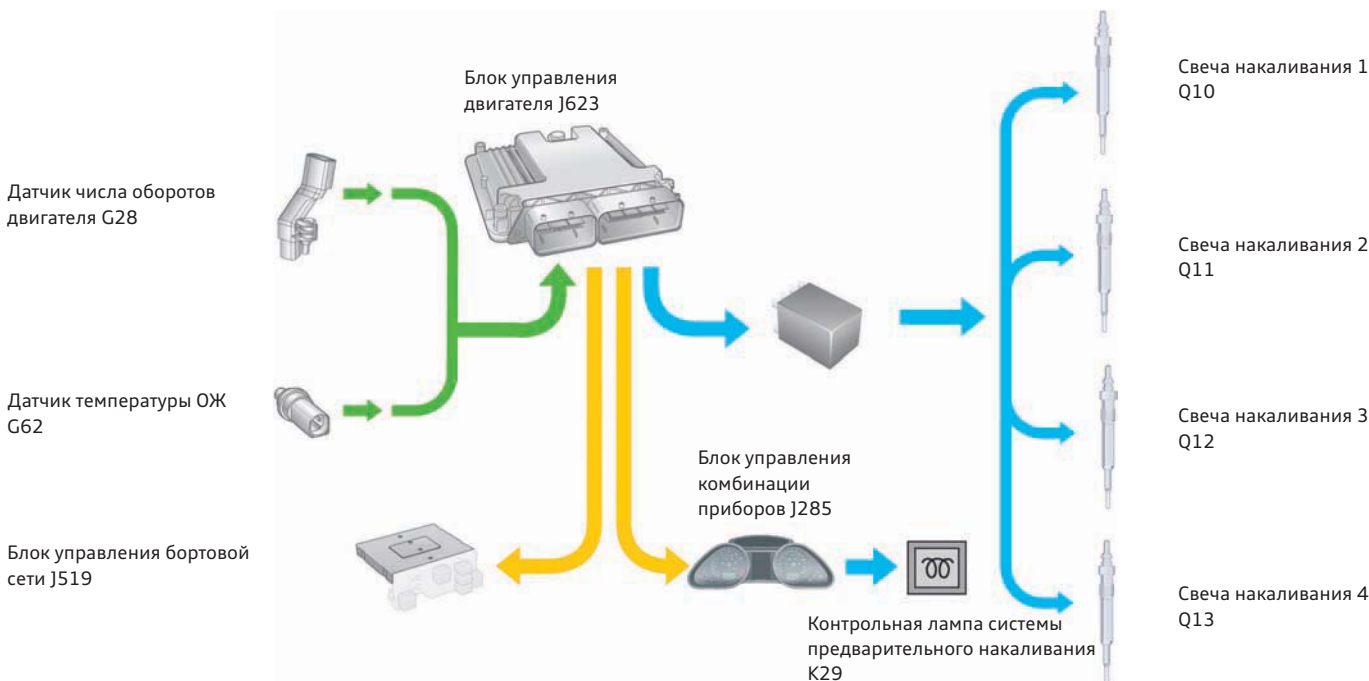 Блок управления
двигателя J623
Свеча накаливания 1
Q10
Датчик числа оборотов
двигателя G28
Свеча накаливания 2
Q11
Датчик температуры ОЖ
G62
Свеча накаливания 3
Q12
Блок управления
комбинации
приборов J285
Блок управления бортовой
сети J519
Свеча накаливания 4
Q13
Контрольная лампа системы
предварительного накаливания
K29